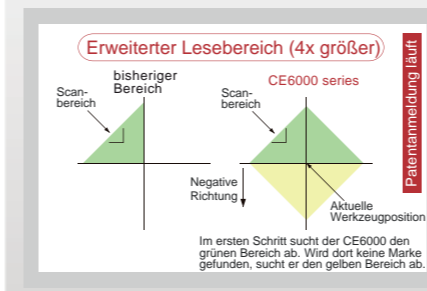 Erweiterter Lesebereich (4x größer)
bisheriger
Bereich
Scan-
bereich
CE6000 series
Scan-
bereich
Negative
Richtung
Aktuelle
Werkzeugposition
Im ersten Schritt sucht der CE6000 den
grünen Bereich ab. Wird dort keine Marke
gefunden, sucht er den gelben Bereich ab.
Patentanmeldung läuft